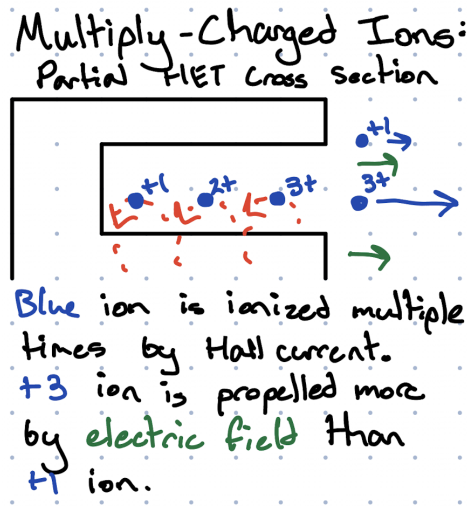 Multiply-Charged Ions:
Partial HET Cross Section
+1
+1 2+ 3+
3+
Blue ion is ionized multiple
times by Hall current.
+3 ion is propelled more
by electric field than
+1 ion.